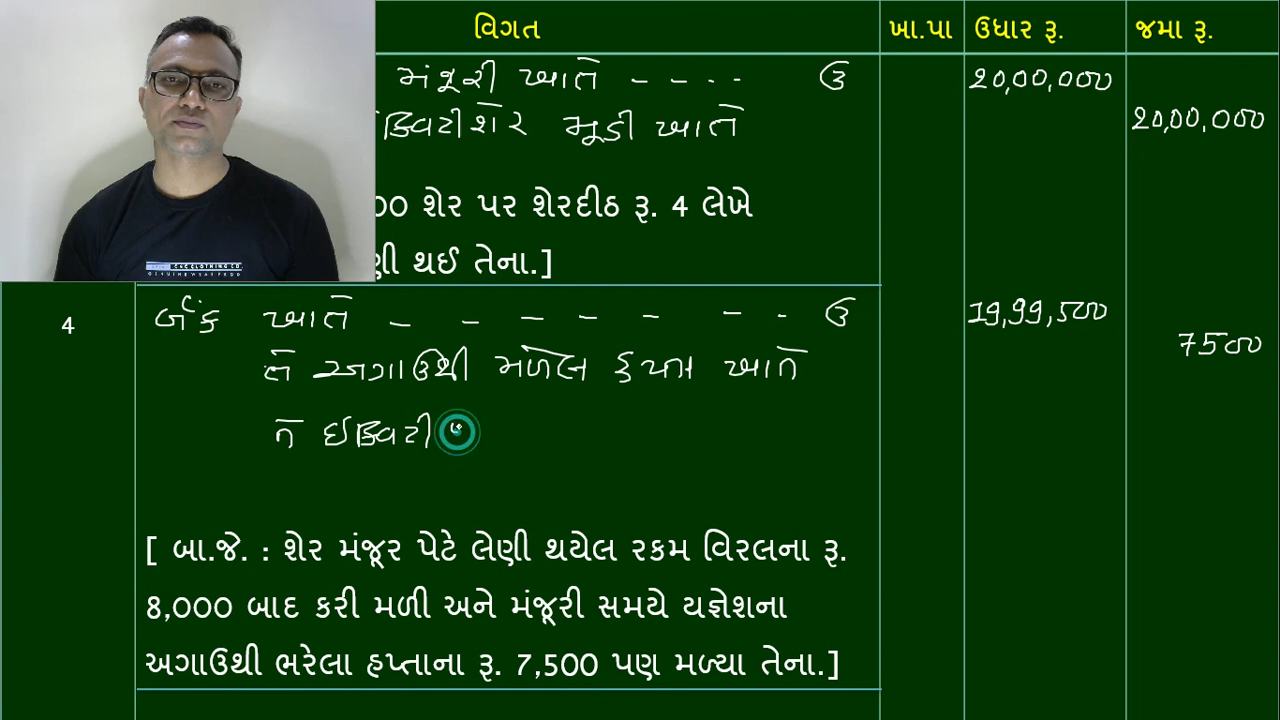 વિગત ખા.પા ઉધાર રૂ. જમા રૂ.
મંજૂરી ખાતે - - - - ઉ 20,00,000
ક્વિટી શેર મૂડી ખાતે 20,00,000
00 શેર પર શેરદીઠ રૂ. 4 લેખે
ણી થઈ તેના.]
4 બેંક ખાતે - - - - - - - ઉ 19,99,500
તે અગાઉથી મળેલ હપ્તા ખાતે 7500
તે ઈક્વિટી
[ બા.જે. : શેર મંજૂર પેટે લેણી થયેલ રકમ વિરલના રૂ.
8,000 બાદ કરી મળી અને મંજૂરી સમયે યજ્ઞેશના
અગાઉથી ભરેલા હપ્તાના રૂ. 7,500 પણ મળ્યા તેના.]